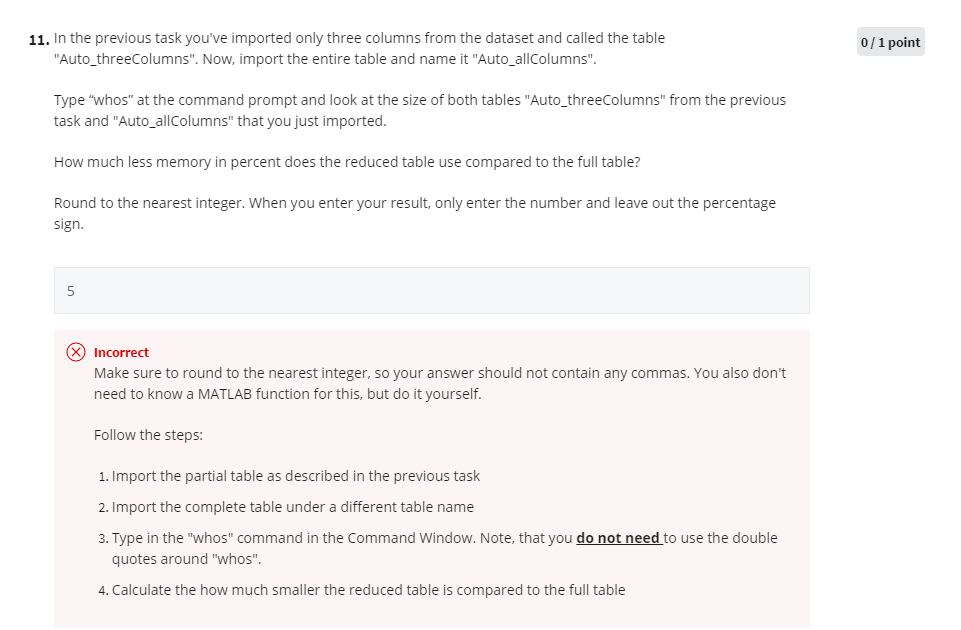 11. In the previous task you've imported only three columns from the dataset and called the table
0 / 1 point
"Auto_threeColumns". Now, import the entire table and name it "Auto_allColumns".
Type “whos” at the command prompt and look at the size of both tables "Auto_threeColumns" from the previous
task and "Auto_allColumns" that you just imported.
How much less memory in percent does the reduced table use compared to the full table?
Round to the nearest integer. When you enter your result, only enter the number and leave out the percentage
sign.
5
Incorrect
Make sure to round to the nearest integer, so your answer should not contain any commas. You also don't
need to know a MATLAB function for this, but do it yourself.
Follow the steps:
1. Import the partial table as described in the previous task
2. Import the complete table under a different table name
3. Type in the "whos" command in the Command Window. Note, that you do not need to use the double
quotes around "whos".
4. Calculate the how much smaller the reduced table is compared to the full table